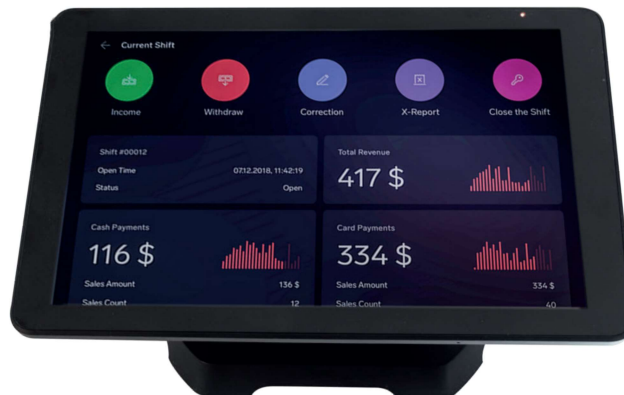 Current Shift
Income
Withdraw
Correction
X-Report
Close the Shift
Shift #00012
Open Time 07.12.2018, 11:42:19
Status Open
Total Revenue
417 $
Cash Payments
116 $
Sales Amount 136 $
Sales Count 12
Card Payments
334 $
Sales Amount 334 $
Sales Count 40